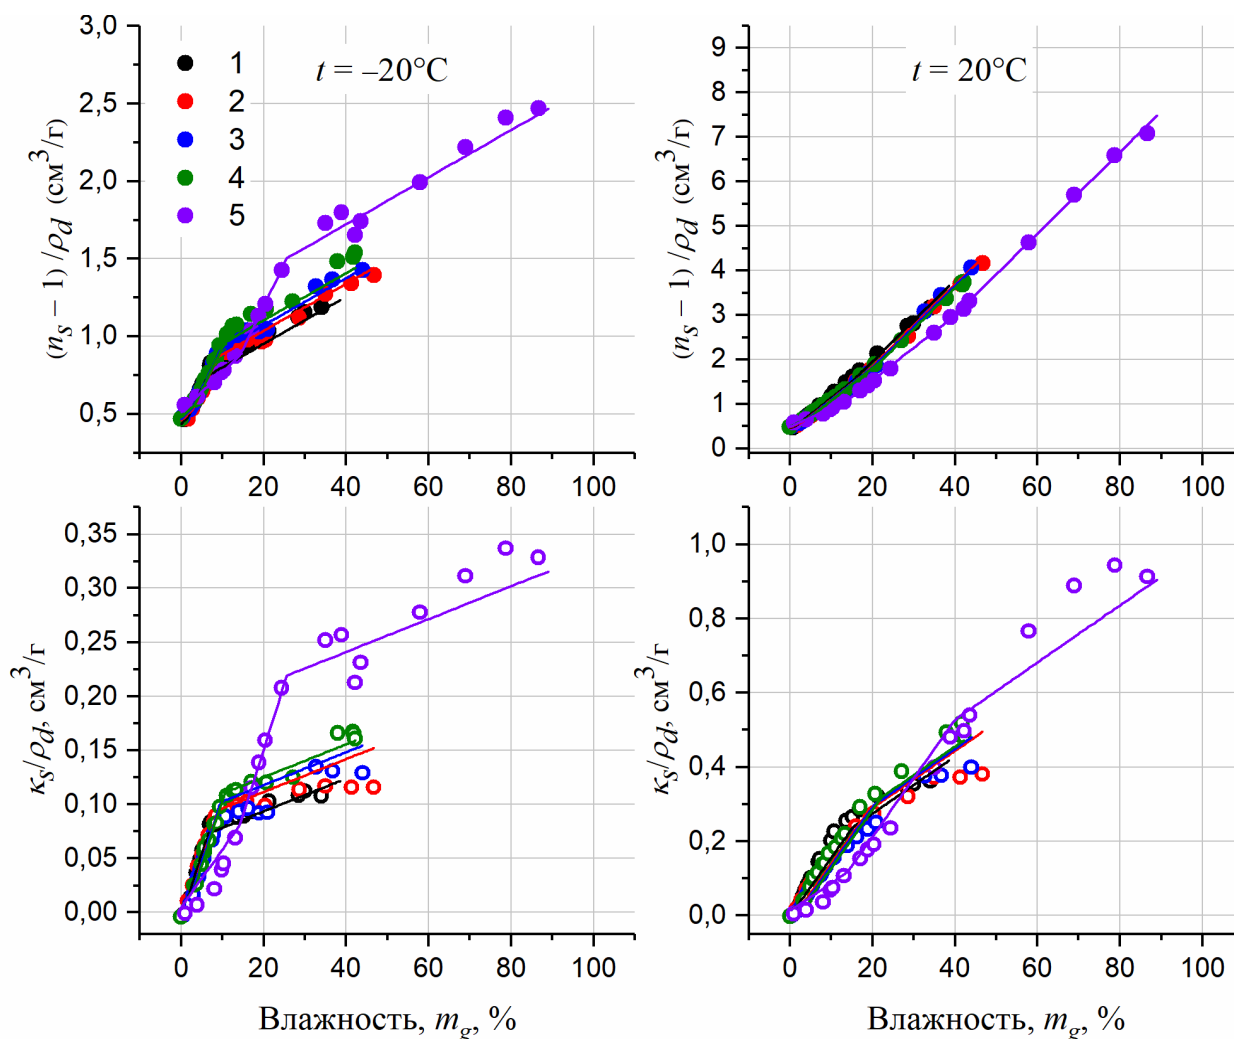 3,0
2,5
2,0
1,5
1,0
0,5
(n_s – 1) /ρ_d (см³/г)
t = –20°C
1
2
3
4
5
0 20 40 60 80 100
9
8
7
6
5
4
3
2
1
0
(n_s – 1) /ρ_d (см³/г)
t = 20°C
0 20 40 60 80 100
0,35
0,30
0,25
0,20
0,15
0,10
0,05
0,00
κ_s/ρ_d, см³/г
0 20 40 60 80 100
Влажность, m_g, %
1,0
0,8
0,6
0,4
0,2
0,0
κ_s/ρ_d, см³/г
0 20 40 60 80 100
Влажность, m_g, %